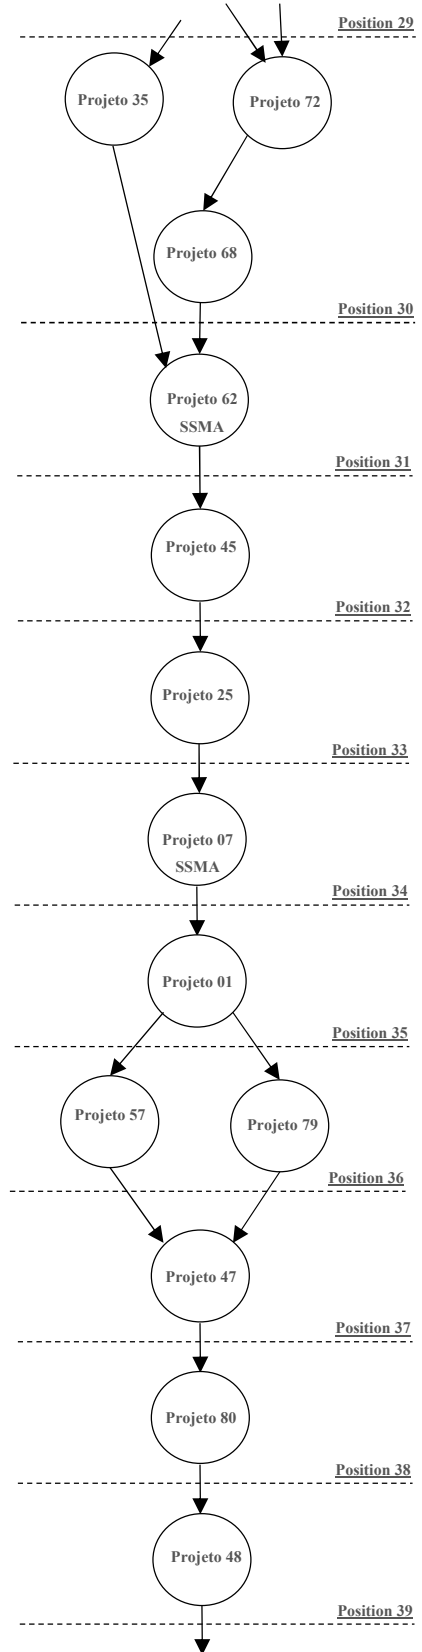 Position 29
Projeto 35
Projeto 72
Projeto 68
Position 30
Projeto 62
SSMA
Position 31
Projeto 45
Position 32
Projeto 25
Position 33
Projeto 07
SSMA
Position 34
Projeto 01
Position 35
Projeto 57
Projeto 79
Position 36
Projeto 47
Position 37
Projeto 80
Position 38
Projeto 48
Position 39